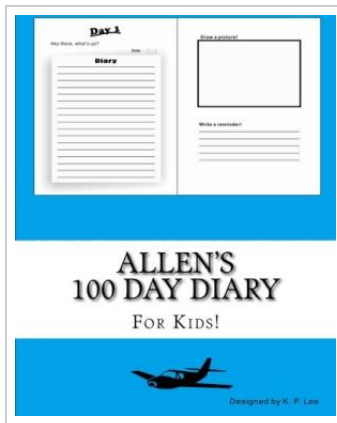 Day 1
Hey there, what's up?
Date:
Diary
Draw a picture!
Write a reminder!
ALLEN'S
100 DAY DIARY
FOR KIDS!
Designed by K. P. Lee